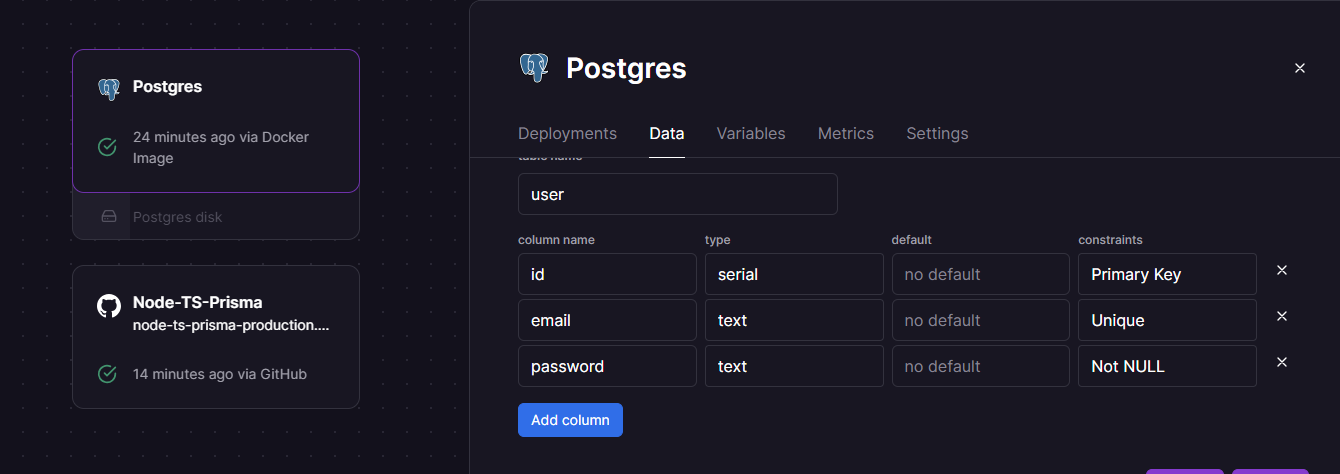 Postgres
24 minutes ago via Docker
Image
Postgres disk
Node-TS-Prisma
node-ts-prisma-production....
14 minutes ago via GitHub
Postgres
Deployments Data Variables Metrics Settings
table name
user
column name type default constraints
id serial no default Primary Key
email text no default Unique
password text no default Not NULL
Add column